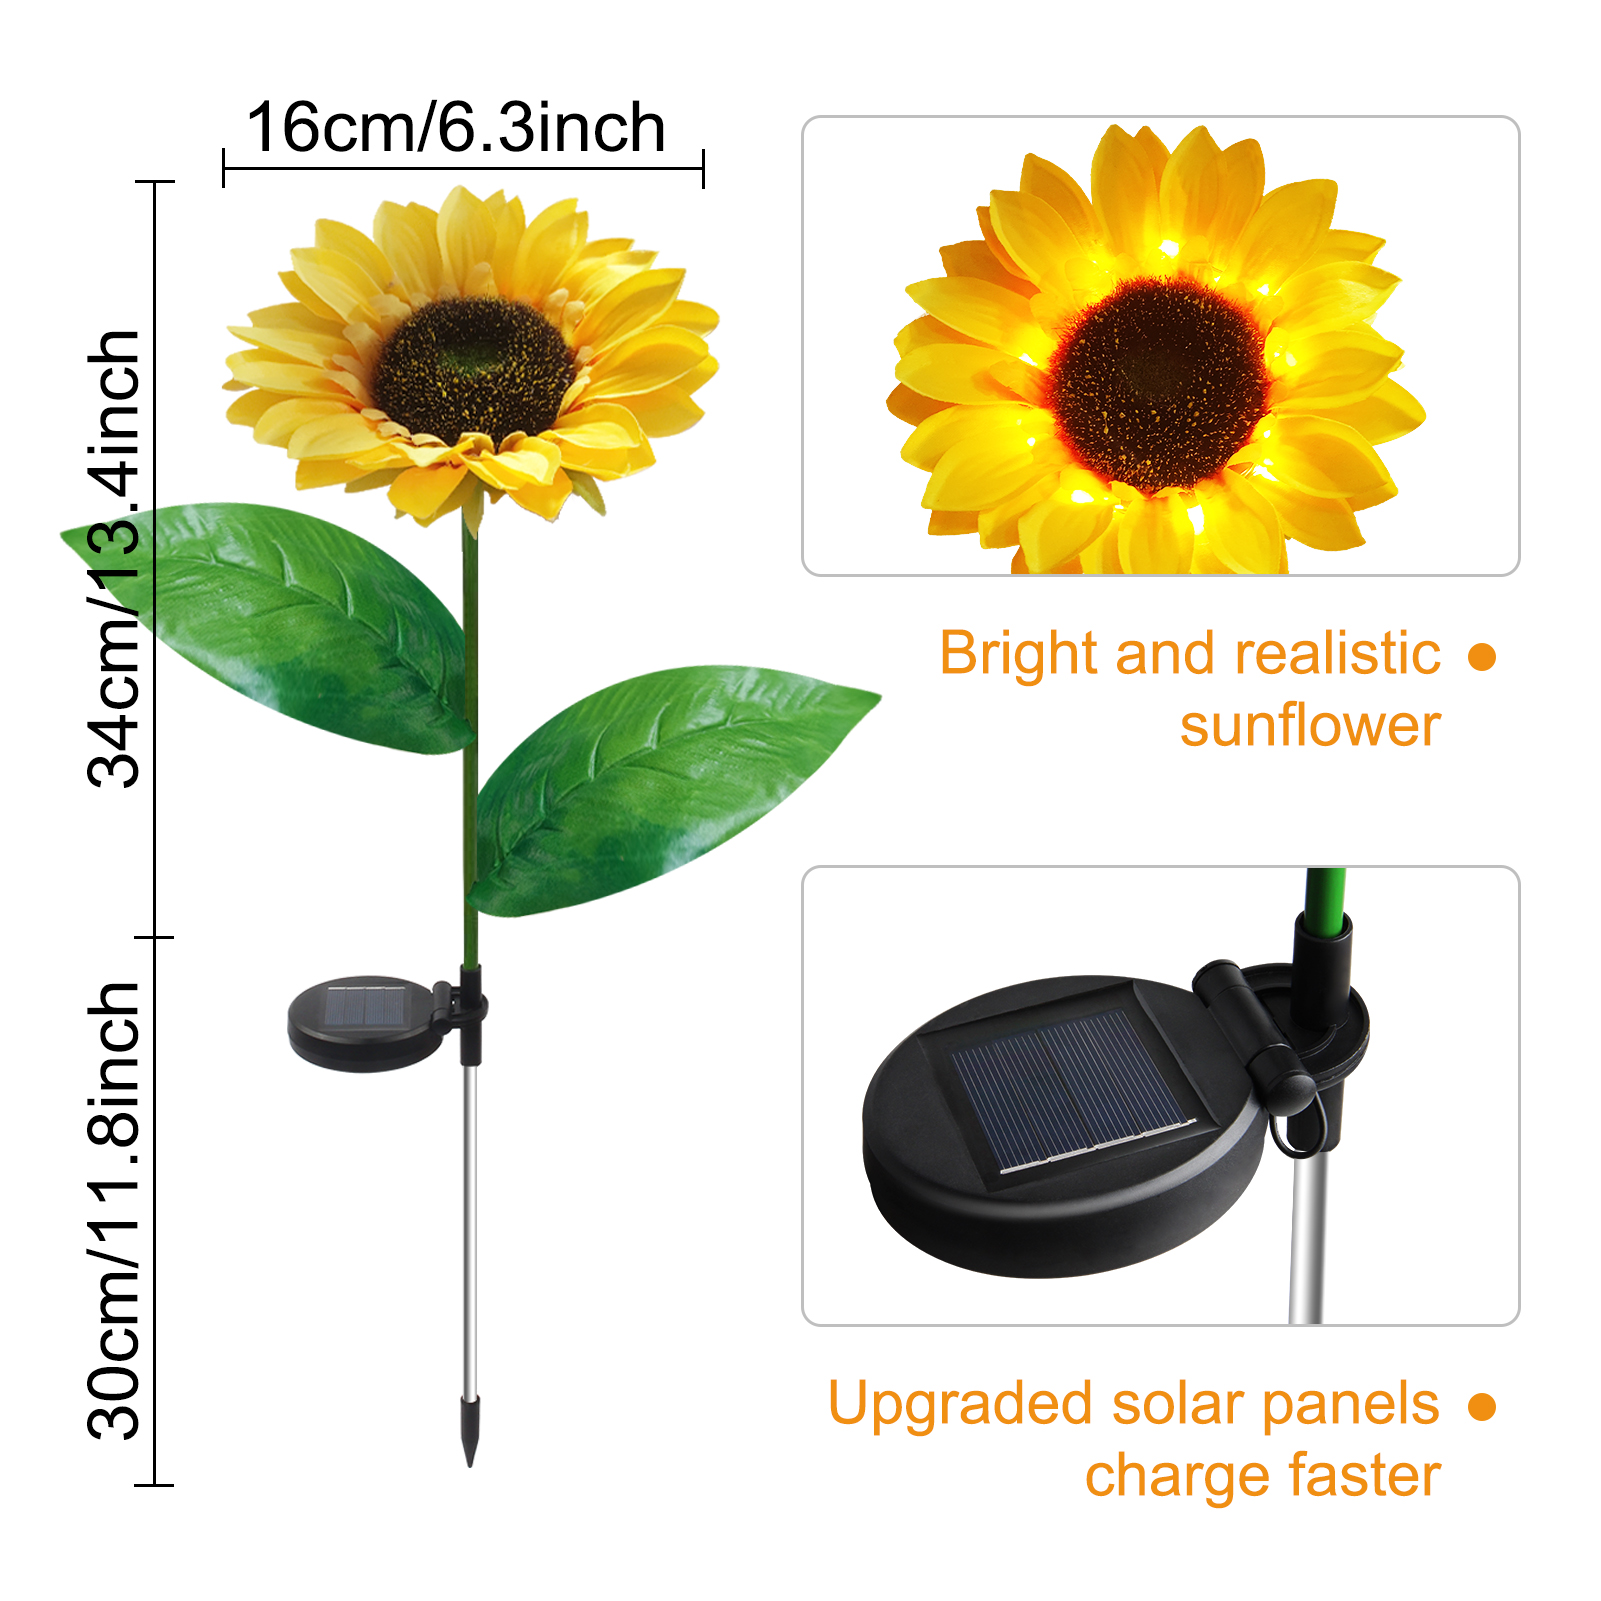 16cm/6.3inch
34cm/13.4inch
30cm/11.8inch
Bright and realistic
sunflower
Upgraded solar panels
charge faster